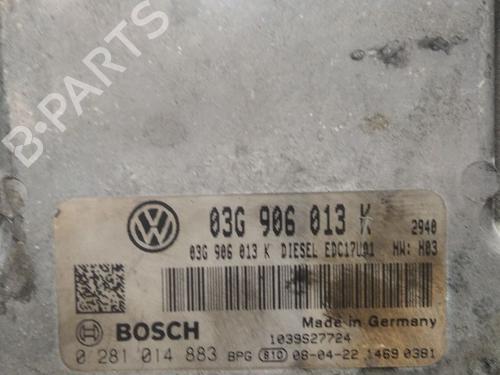 B-PARTS
03G 906 013 K 2940
03G 906 013 K DIESEL EDC17U01 HW: H03
Made in Germany
BOSCH 1039S27724
0 281 014 883 BPG 810 08-04-22 1469 0381